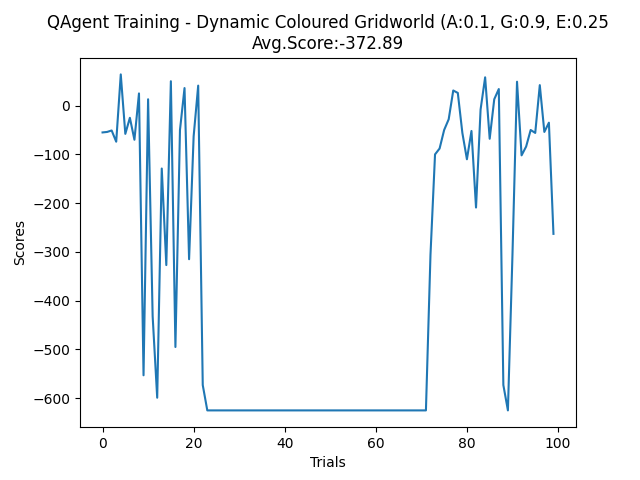 QAgent Training - Dynamic Coloured Gridworld (A:0.1, G:0.9, E:0.25
Avg.Score:-372.89
0
−100
−200
−300
−400
−500
−600
Scores
0 20 40 60 80 100
Trials